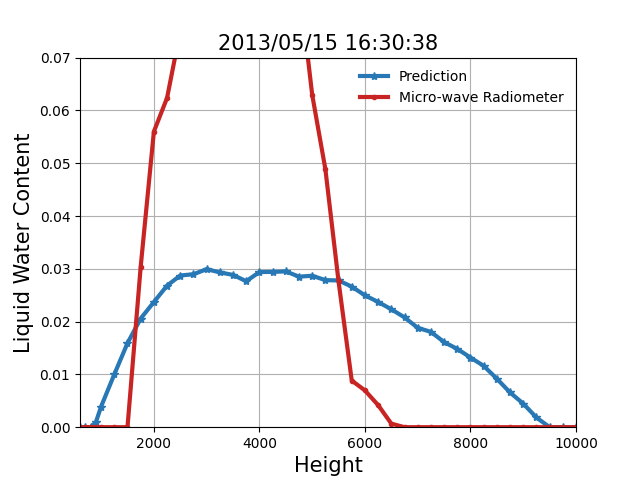 2013/05/15 16:30:38
0.07
0.06
0.05
0.04
0.03
0.02
0.01
0.00
Liquid Water Content
Prediction
Micro-wave Radiometer
2000 4000 6000 8000 10000
Height